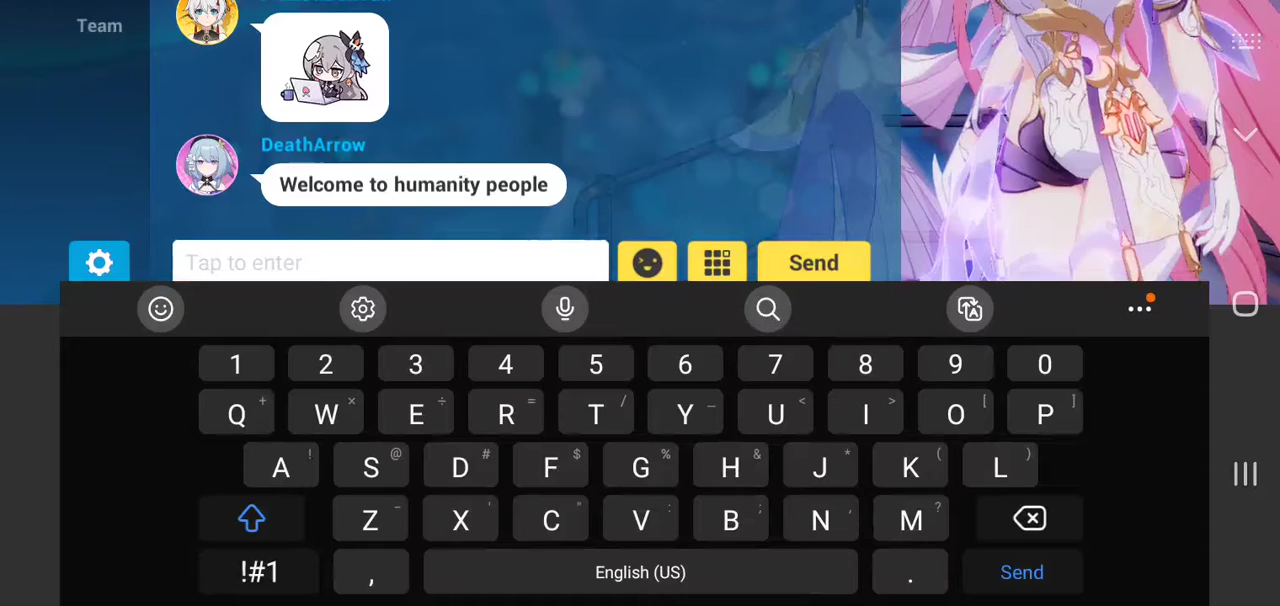 Team
DeathArrow
Welcome to humanity people
Tap to enter
Send
1 2 3 4 5 6 7 8 9 0
Q + W × E ÷ R = T / Y _ U < I > O [ P ]
A ! S @ D # F $ G % H & J * K ( L )
Z - X ' C " V : B ; N , M ?
!#1 , English (US) . Send